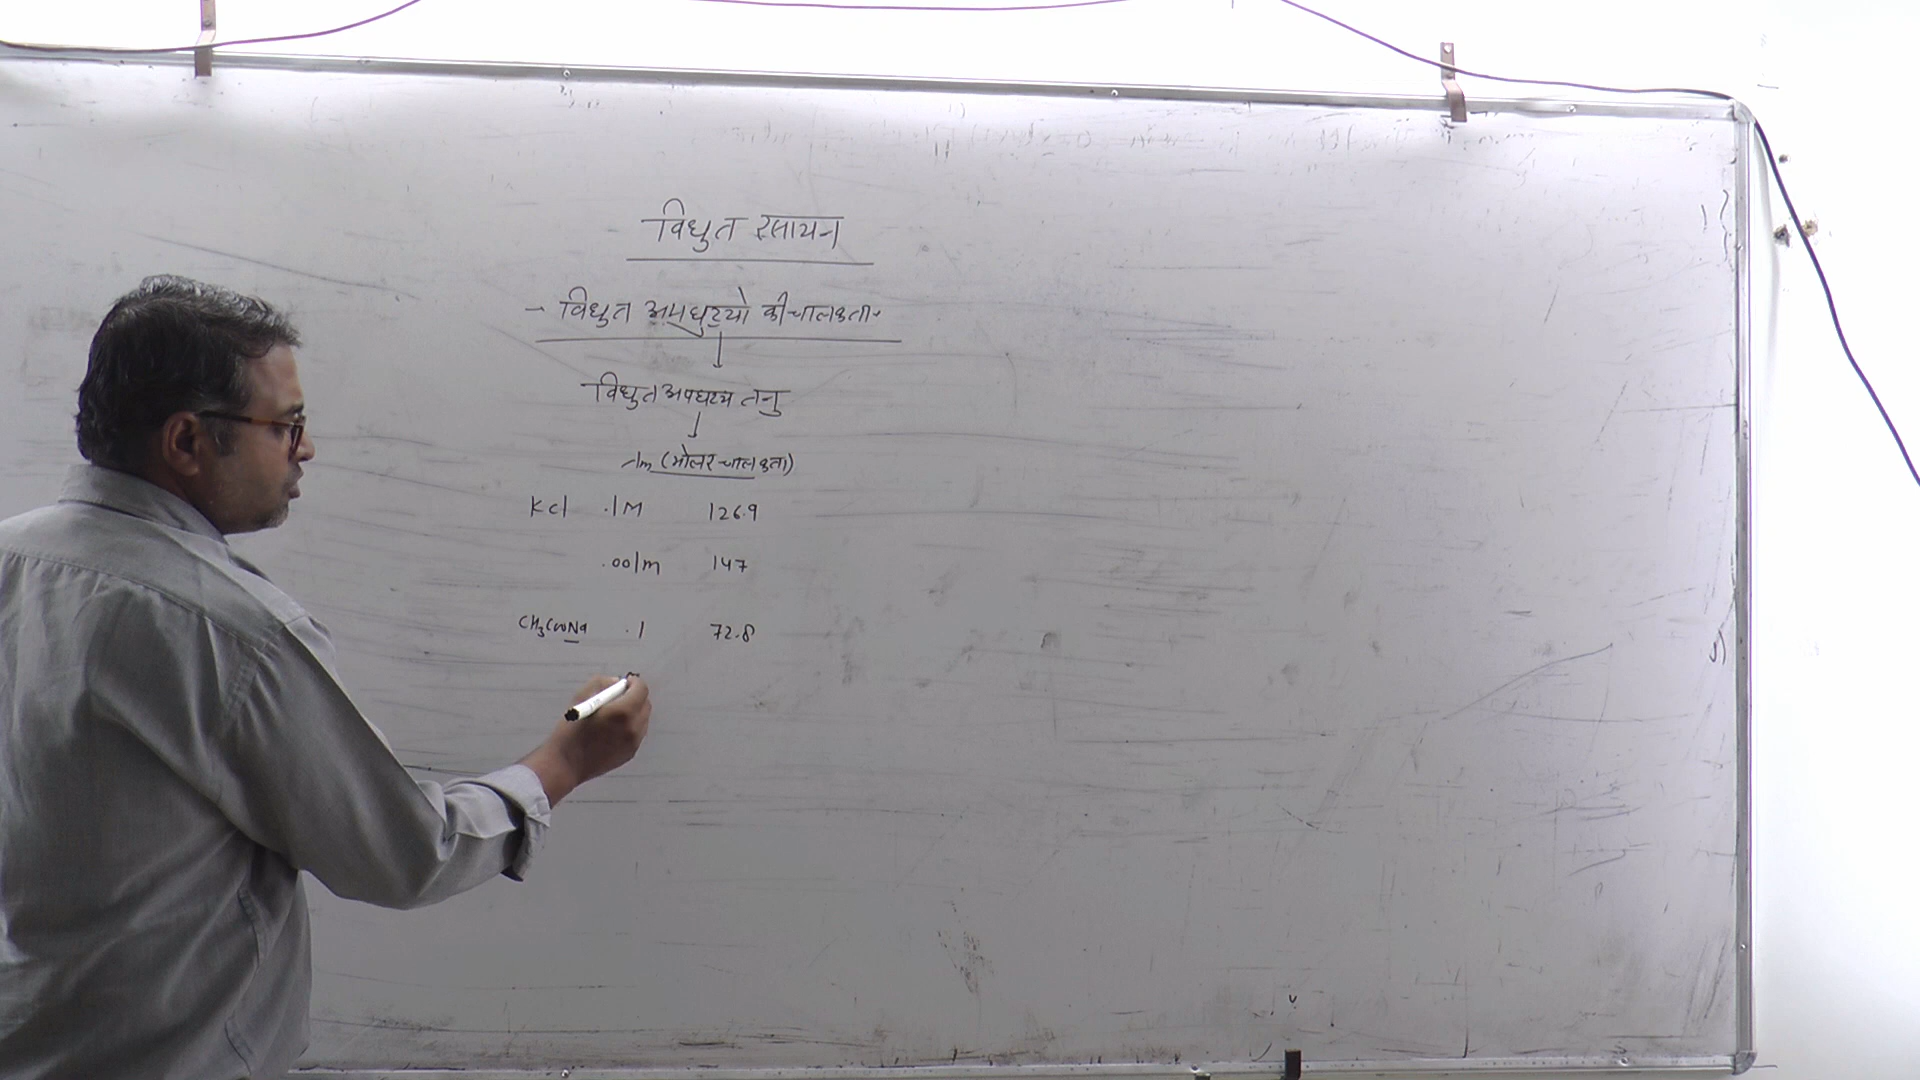 विधुत रसायन
- विधुत अपघट्यो की चालकता
विधुत अपघट्य तनु
Λm (मोलर चालकता)
KCl .1M 126.9
.001m 147
CH3COONa .1 72.8